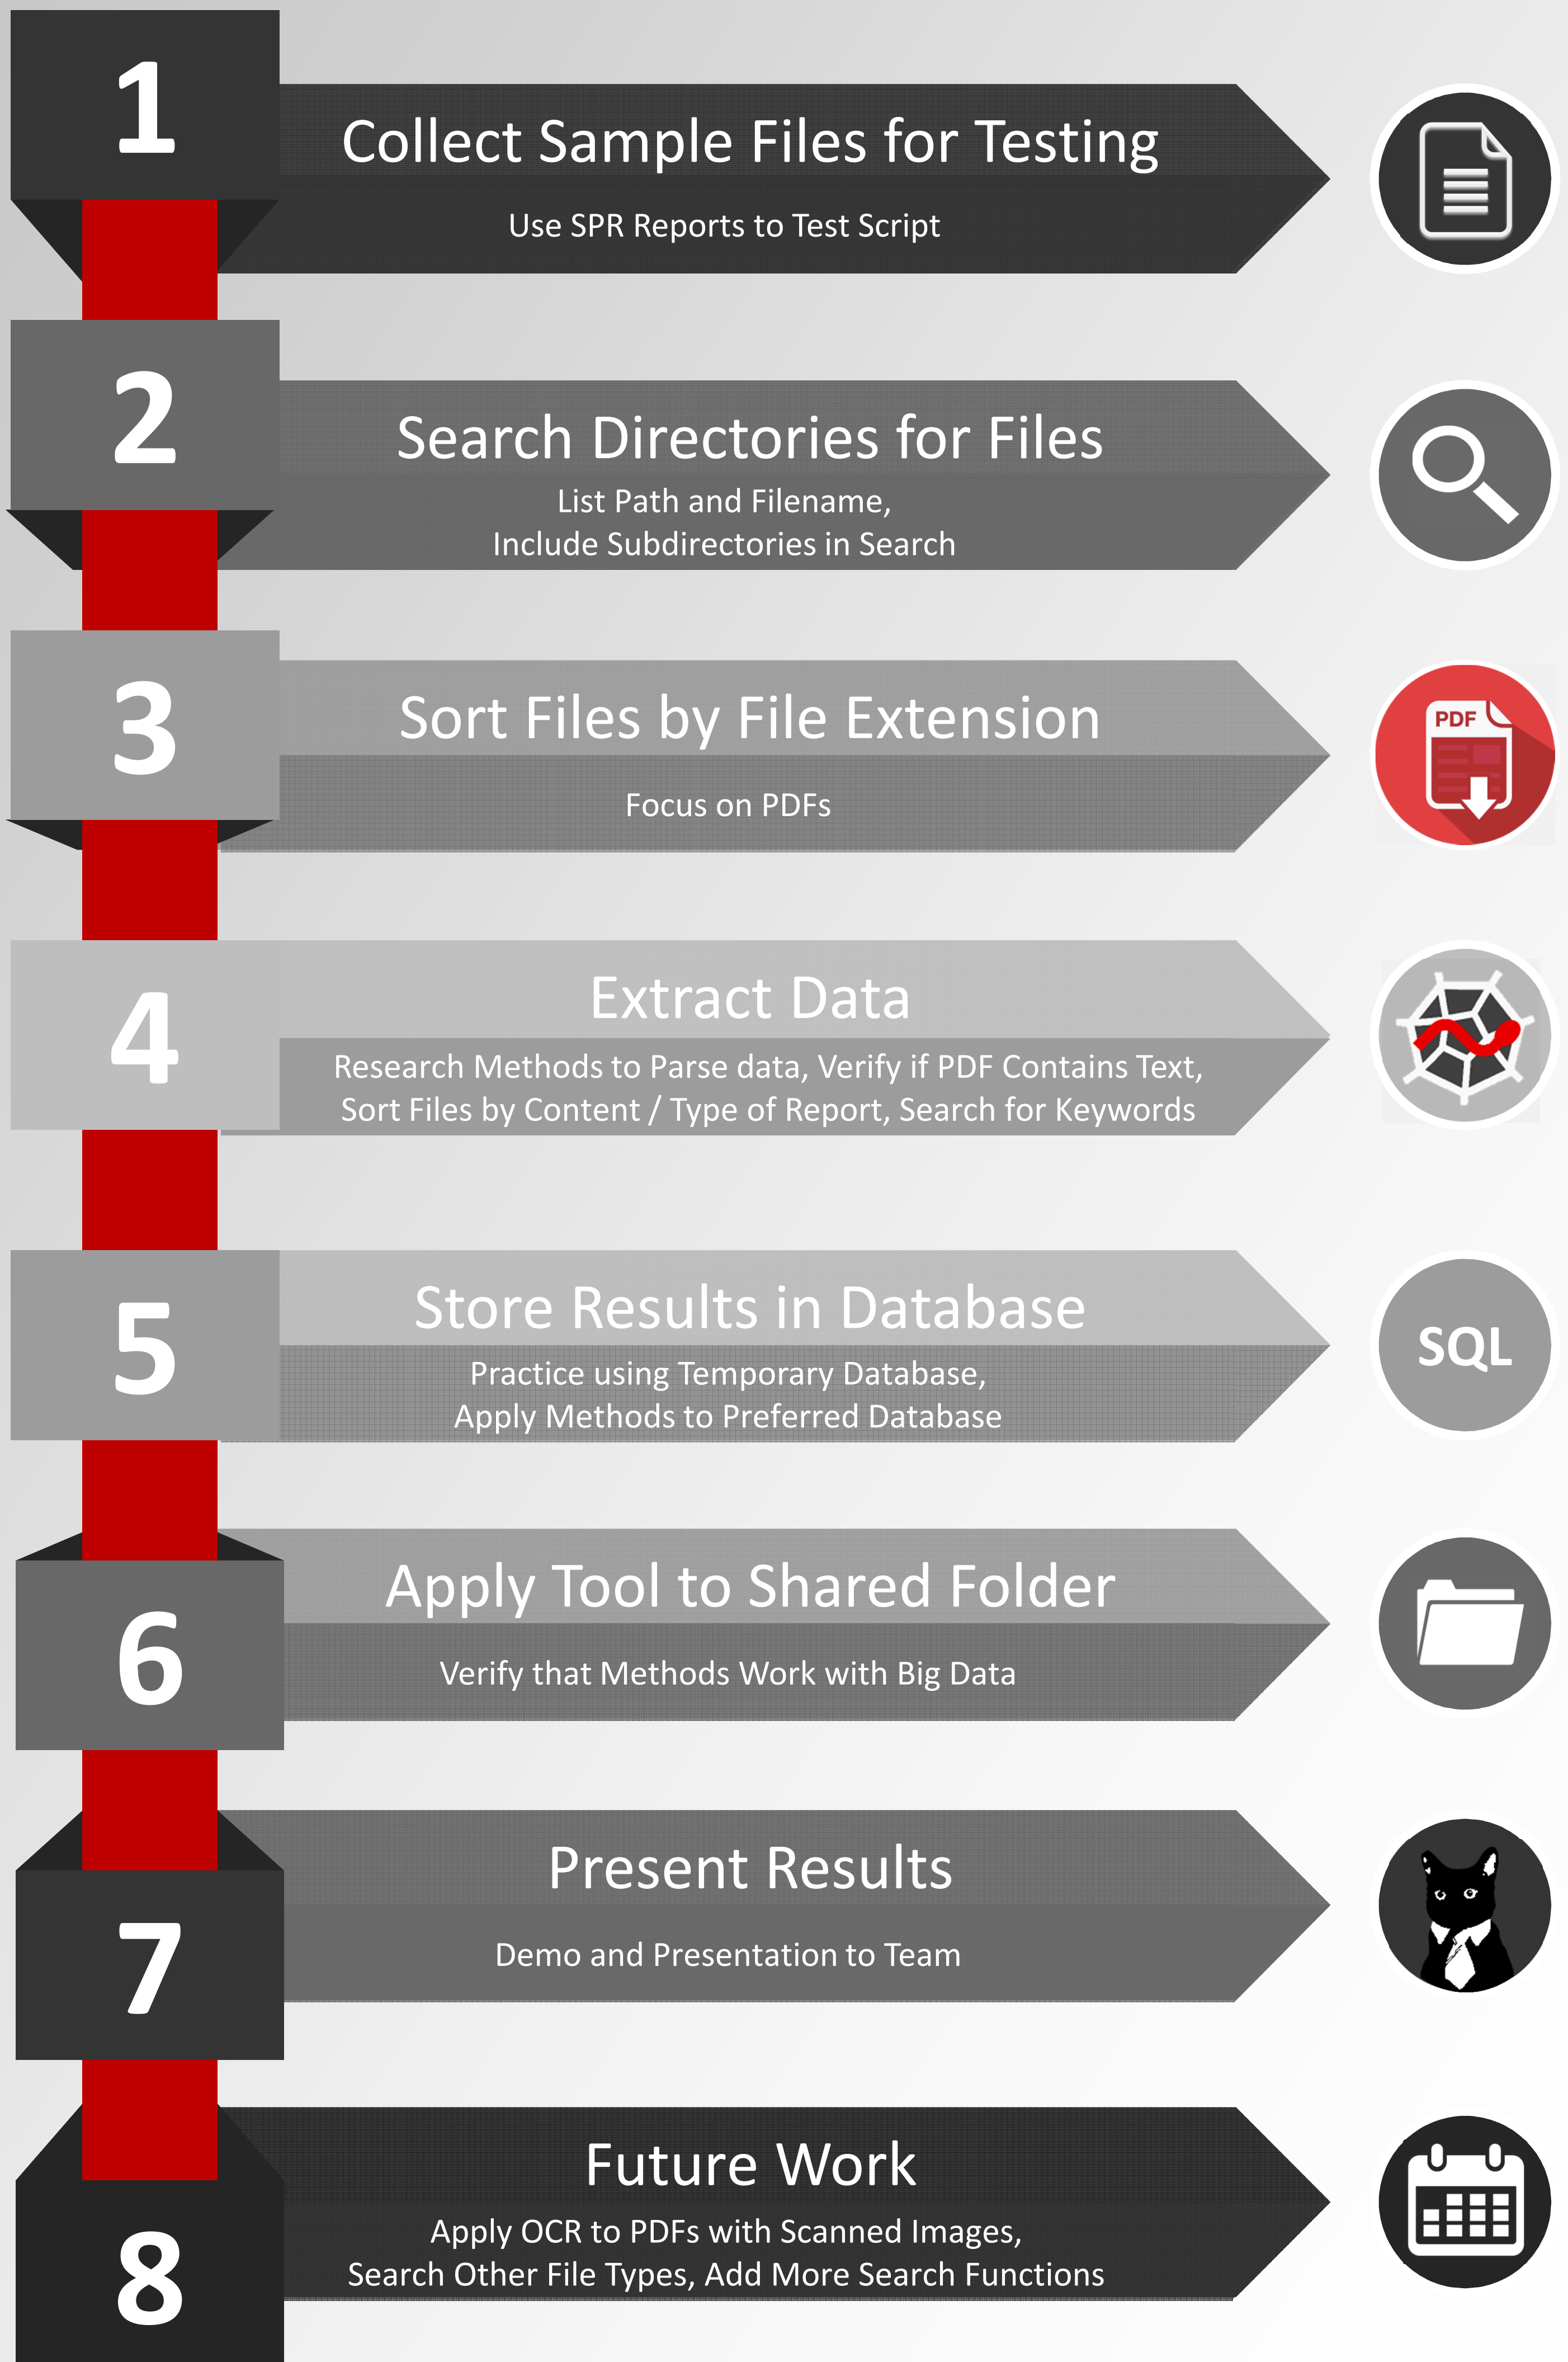 1
Collect Sample Files for Testing
Use SPR Reports to Test Script
2
Search Directories for Files
List Path and Filename,
Include Subdirectories in Search
3
Sort Files by File Extension
Focus on PDFs
PDF
4
Extract Data
Research Methods to Parse data, Verify if PDF Contains Text,
Sort Files by Content / Type of Report, Search for Keywords
5
Store Results in Database
Practice using Temporary Database,
Apply Methods to Preferred Database
SQL
6
Apply Tool to Shared Folder
Verify that Methods Work with Big Data
7
Present Results
Demo and Presentation to Team
8
Future Work
Apply OCR to PDFs with Scanned Images,
Search Other File Types, Add More Search Functions